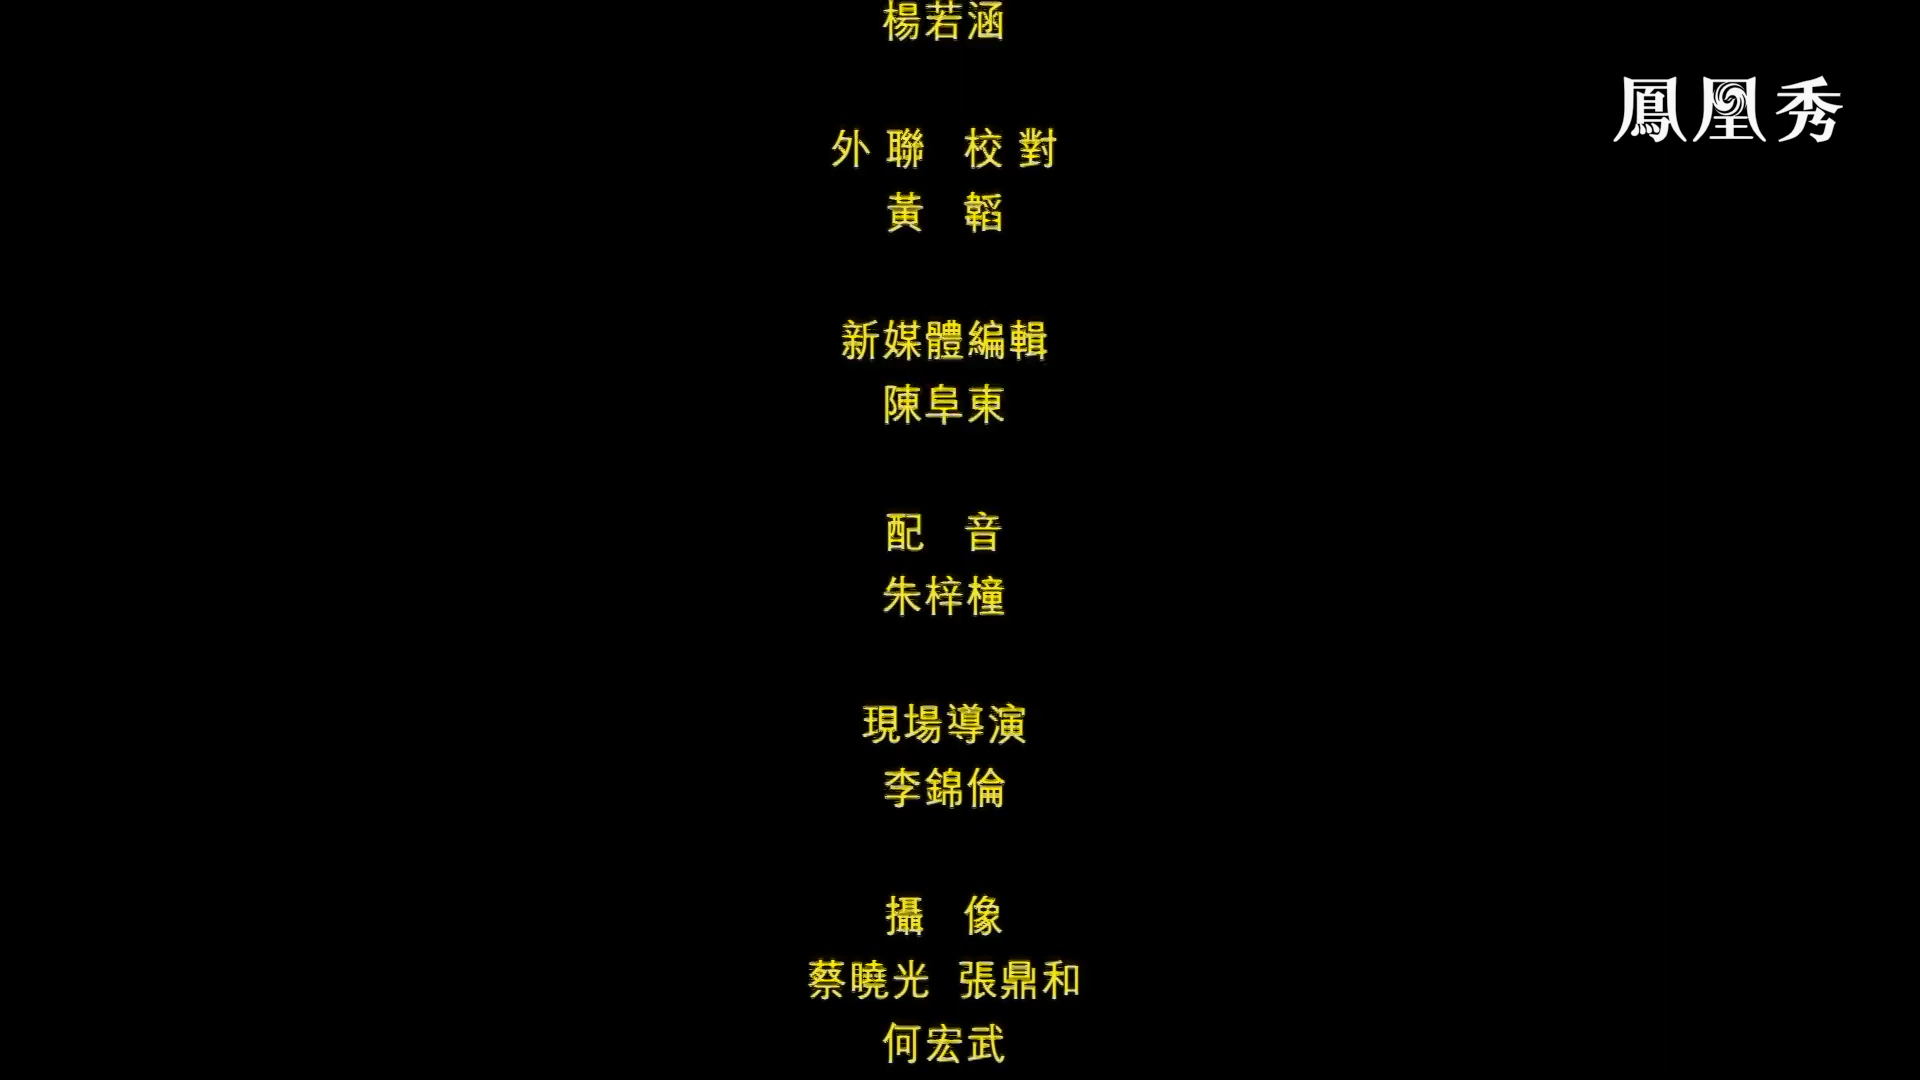 楊若涵
鳳凰秀
外聯 校對
黃 韜
新媒體編輯
陳阜東
配 音
朱梓橦
現場導演
李錦倫
攝 像
蔡曉光 張鼎和
何宏武